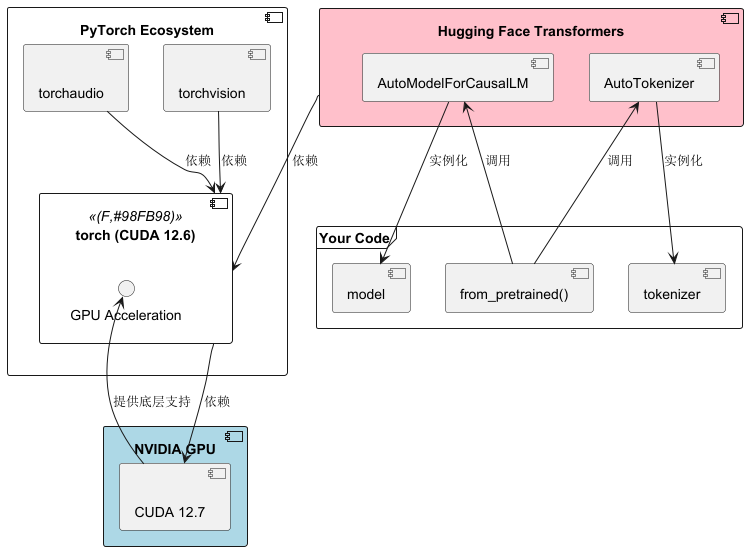 PyTorch Ecosystem
torchaudio
torchvision
依赖
依赖
«(F,#98FB98)»
torch (CUDA 12.6)
GPU Acceleration
Hugging Face Transformers
AutoModelForCausalLM
AutoTokenizer
依赖
实例化
调用
调用
实例化
Your Code
model
from_pretrained()
tokenizer
提供底层支持
依赖
NVIDIA GPU
CUDA 12.7